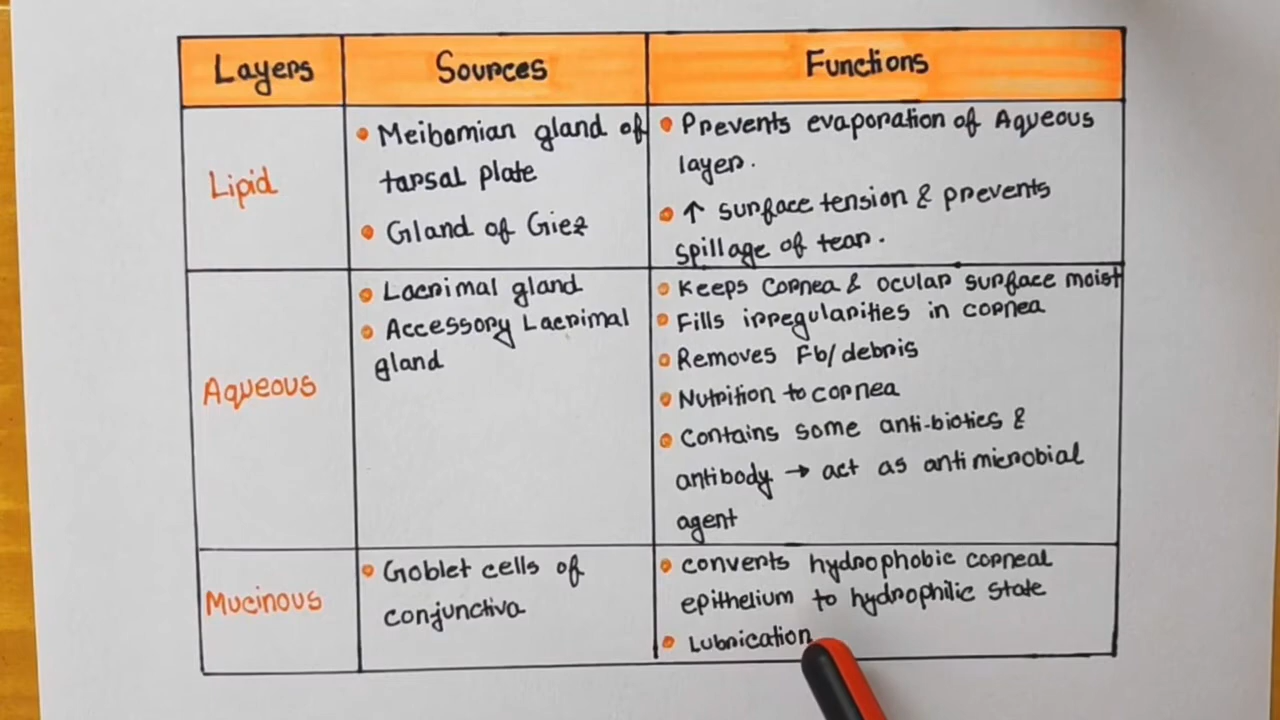 Layers Sources Functions
Lipid
• Meibomian gland of
tarsal plate
• Gland of Giez
• Prevents evaporation of Aqueous
layer.
• ↑ surface tension & prevents
spillage of tear.
Aqueous
• Lacrimal gland
• Accessory Lacrimal
gland
• Keeps cornea & ocular surface moist
• Fills irregularities in cornea
• Removes Fb/debris
• Nutrition to cornea
• Contains some anti-biotics &
antibody → act as antimicrobial
agent
Mucinous
• Goblet cells of
conjunctiva
• converts hydrophobic corneal
epithelium to hydrophilic state
• Lubrication